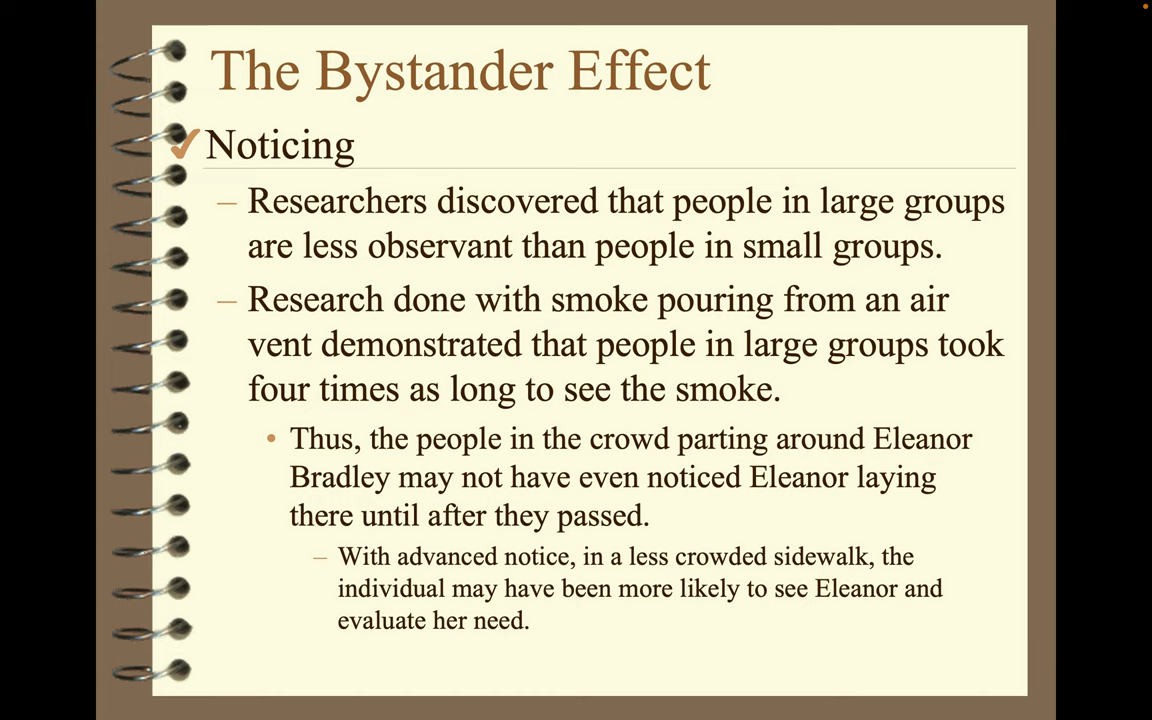 The Bystander Effect
✓Noticing
– Researchers discovered that people in large groups
are less observant than people in small groups.
– Research done with smoke pouring from an air
vent demonstrated that people in large groups took
four times as long to see the smoke.
• Thus, the people in the crowd parting around Eleanor
Bradley may not have even noticed Eleanor laying
there until after they passed.
– With advanced notice, in a less crowded sidewalk, the
individual may have been more likely to see Eleanor and
evaluate her need.